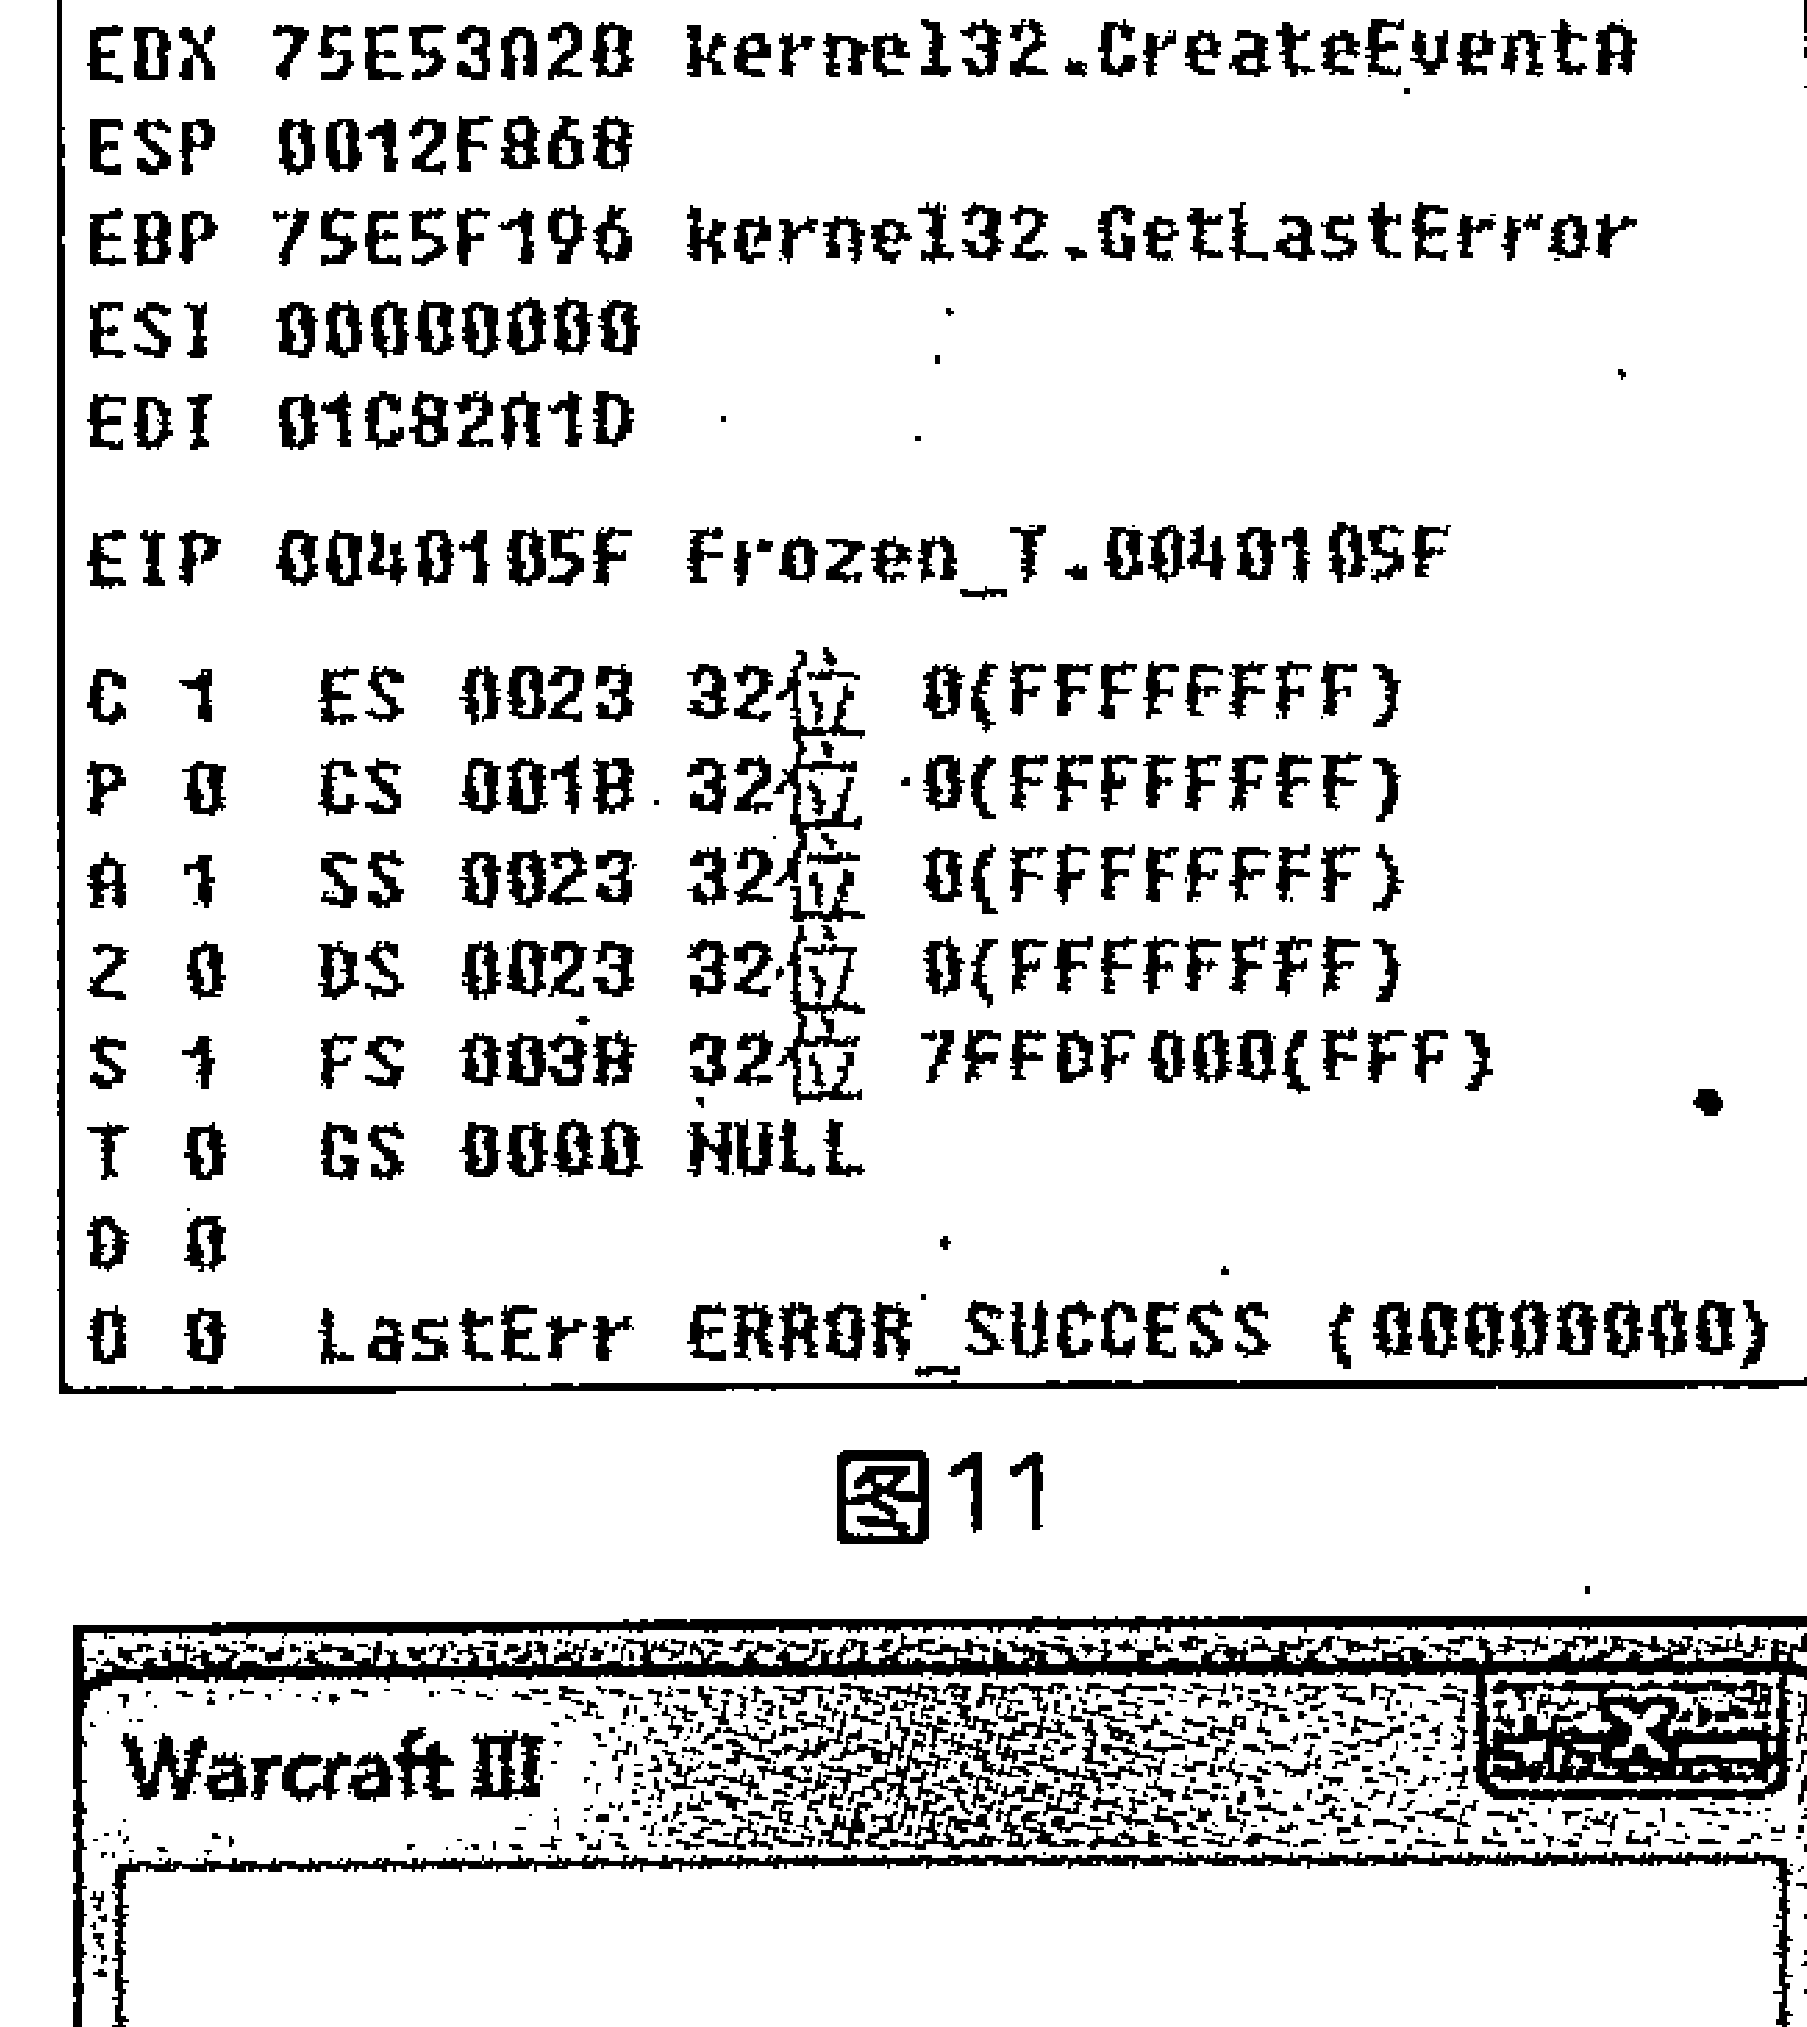 EBX 75E53A28 kernel32.CreateEventA
ESP 0012F868
EBP 75E5F196 kernel32.GetLastError
ESI 00000000
EDI 01C82A1D
EIP 0040105F Frozen_T.0040105F
C 1 ES 0023 32位 0(FFFFFFFF)
P 0 CS 001B 32位 0(FFFFFFFF)
A 1 SS 0023 32位 0(FFFFFFFF)
Z 0 DS 0023 32位 0(FFFFFFFF)
S 1 FS 003B 32位 7FFDF000(FFF)
T 0 GS 0000 NULL
D 0
O 0 LastErr ERROR_SUCCESS (00000000)
图11
Warcraft III